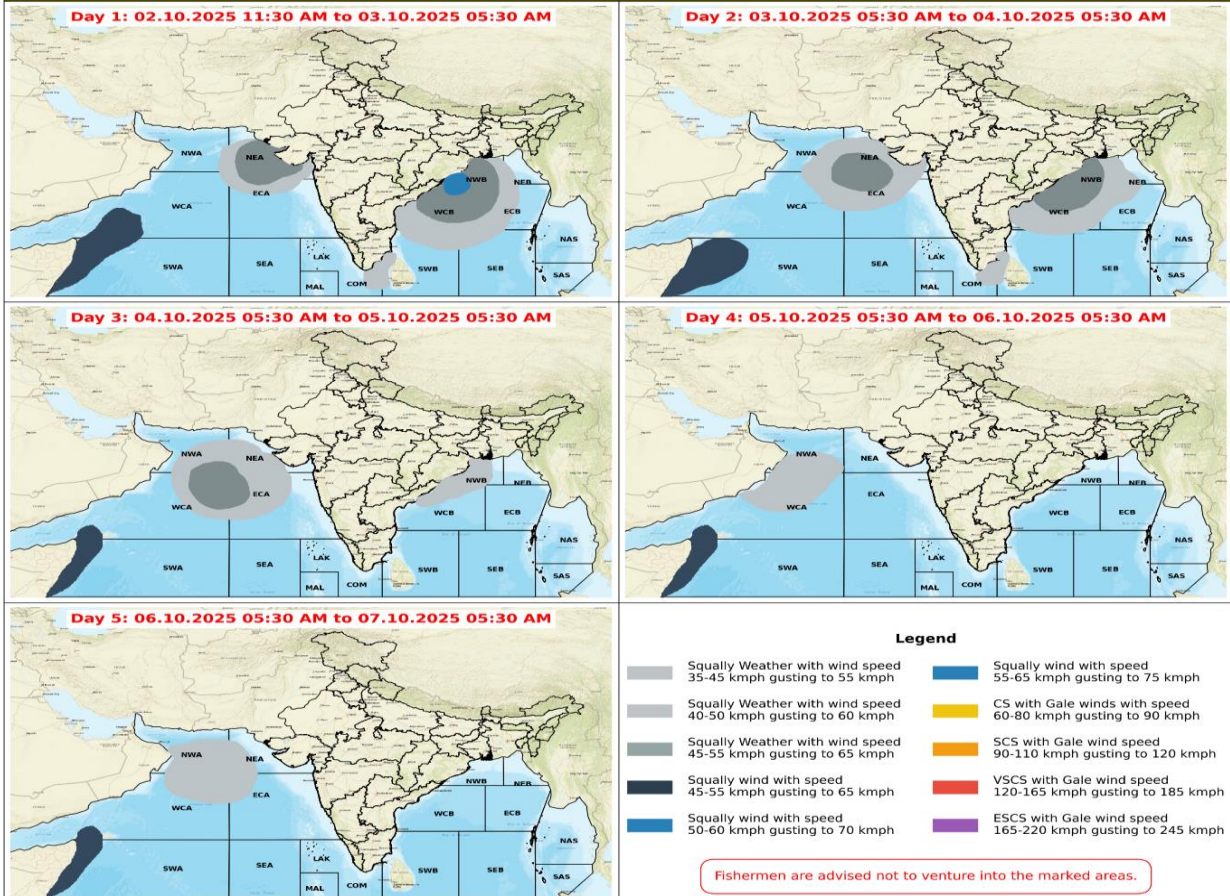 Day 1: 02.10.2025 11:30 AM to 03.10.2025 05:30 AM
NWA
NEA
ECA
WCA
SWA
SEA
LAK
MAL
COM
NWB
NEB
WCB
ECB
SWB
SEB
NAS
SAS
Day 2: 03.10.2025 05:30 AM to 04.10.2025 05:30 AM
NWA
NEA
ECA
WCA
SWA
SEA
LAK
MAL
COM
NWB
NEB
WCB
ECB
SWB
SEB
NAS
SAS
Day 3: 04.10.2025 05:30 AM to 05.10.2025 05:30 AM
NWA
NEA
ECA
WCA
SWA
SEA
LAK
MAL
COM
NWB
NEB
WCB
ECB
SWB
SEB
NAS
SAS
Day 4: 05.10.2025 05:30 AM to 06.10.2025 05:30 AM
NWA
NEA
ECA
WCA
SWA
SEA
LAK
MAL
COM
NWB
NEB
WCB
ECB
SWB
SEB
NAS
SAS
Day 5: 06.10.2025 05:30 AM to 07.10.2025 05:30 AM
NWA
NEA
ECA
WCA
SWA
SEA
LAK
MAL
COM
NWB
NEB
WCB
ECB
SWB
SEB
NAS
SAS
Legend
Squally Weather with wind speed
35-45 kmph gusting to 55 kmph
Squally Weather with wind speed
40-50 kmph gusting to 60 kmph
Squally Weather with wind speed
45-55 kmph gusting to 65 kmph
Squally wind with speed
45-55 kmph gusting to 65 kmph
Squally wind with speed
50-60 kmph gusting to 70 kmph
Squally wind with speed
55-65 kmph gusting to 75 kmph
CS with Gale winds with speed
60-80 kmph gusting to 90 kmph
SCS with Gale wind speed
90-110 kmph gusting to 120 kmph
VSCS with Gale wind speed
120-165 kmph gusting to 185 kmph
ESCS with Gale wind speed
165-220 kmph gusting to 245 kmph
Fishermen are advised not to venture into the marked areas.